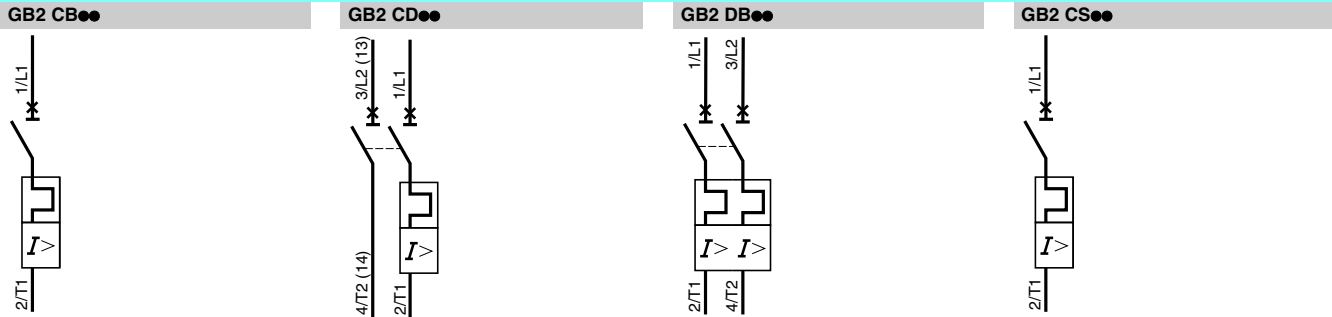 GB2 CB●●
1/L1
I>
2/T1
GB2 CD●●
3/L2 (13)
1/L1
I>
4/T2 (14)
2/T1
GB2 DB●●
1/L1
3/L2
I> I>
2/T1
4/T2
GB2 CS●●
1/L1
I>
2/T1